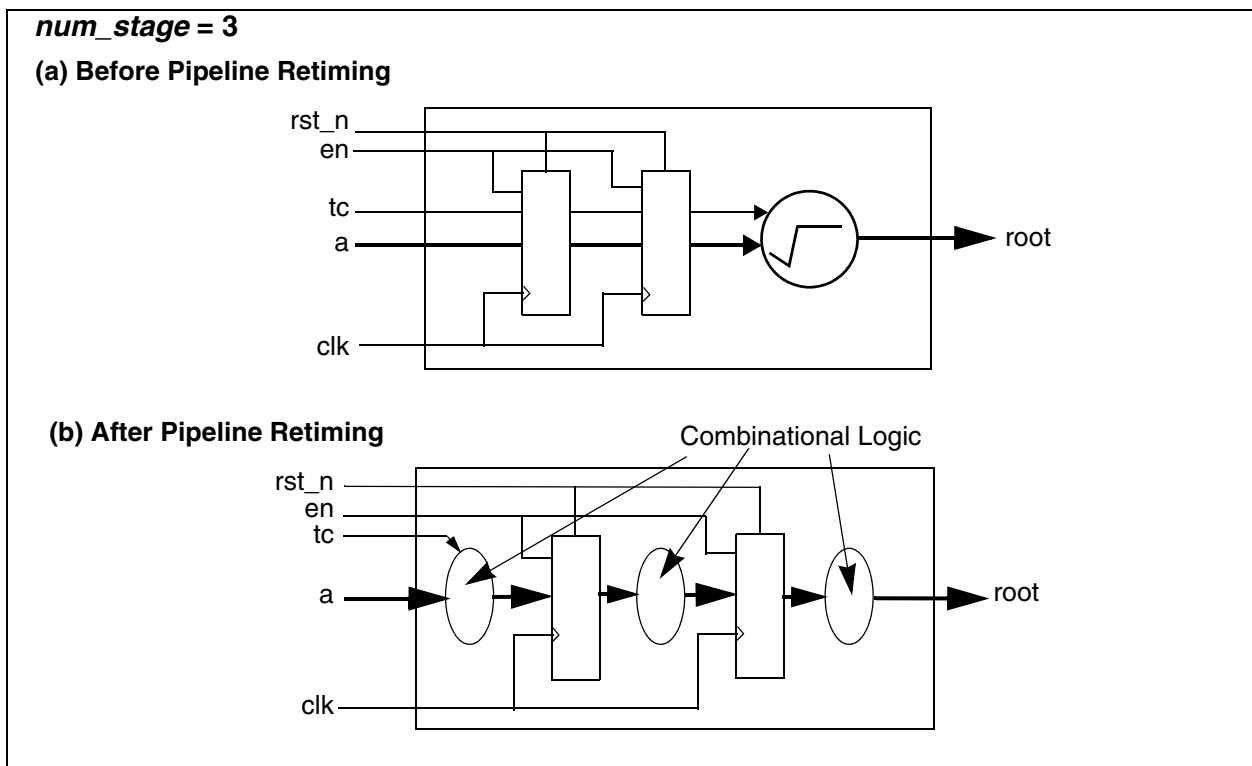 num_stage = 3
(a) Before Pipeline Retiming
rst_n
en
tc
a
root
clk
(b) After Pipeline Retiming
Combinational Logic
rst_n
en
tc
a
root
clk